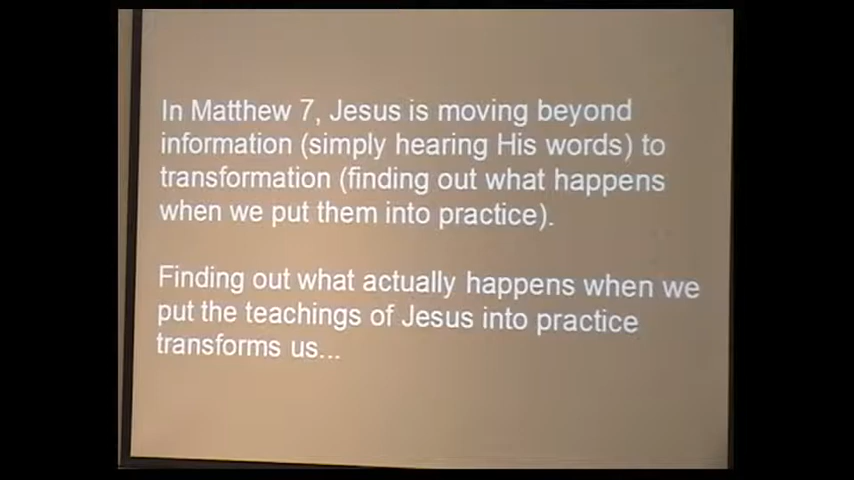 In Matthew 7, Jesus is moving beyond
information (simply hearing His words) to
transformation (finding out what happens
when we put them into practice).
Finding out what actually happens when we
put the teachings of Jesus into practice
transforms us...